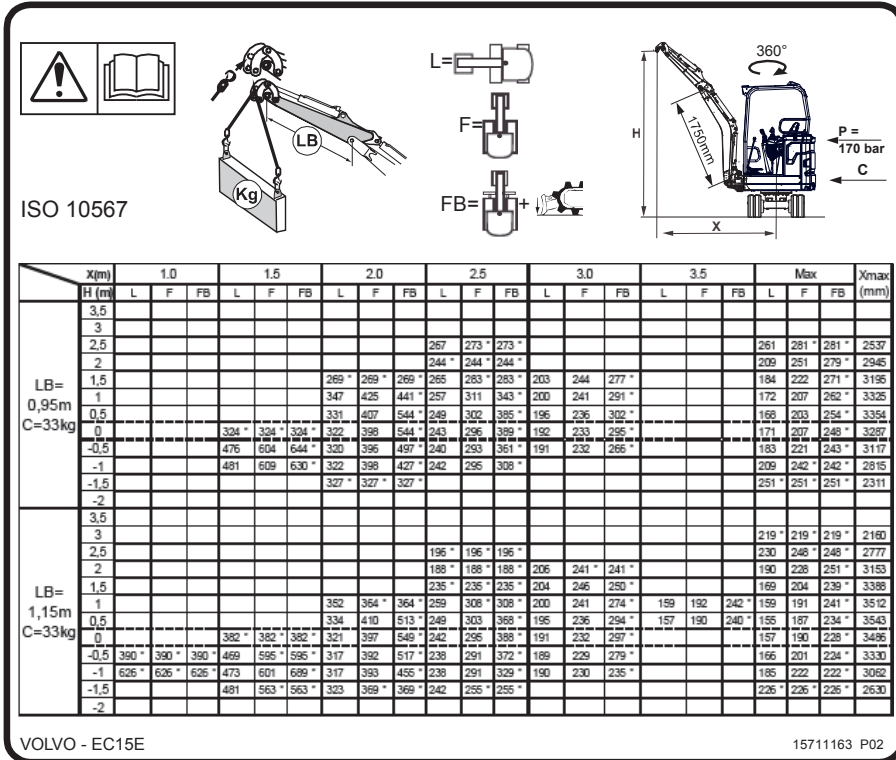 L=
360°
F=
H
1750mm
P =
170 bar
C
LB
Kg
FB= +
ISO 10567
X
X(m) 1.0 1.5 2.0 2.5 3.0 3.5 Max Xmax
H (m) L F FB L F FB L F FB L F FB L F FB L F FB L F FB (mm)
LB=
0,95m
C=33kg
3,5
3
2,5 267 273 * 273 * 261 281 * 281 * 2537
2 244 * 244 * 244 * 209 251 279 * 2945
1,5 269 * 269 * 269 * 265 283 * 283 * 203 244 277 * 184 222 271 * 3195
1 347 425 441 * 257 311 343 * 200 241 291 * 172 207 262 * 3325
0,5 331 407 544 * 249 302 385 * 196 236 302 * 168 203 254 * 3354
0 324 * 324 * 324 * 322 398 544 * 243 296 389 * 192 233 295 * 171 207 248 * 3287
-0,5 476 604 644 * 320 396 497 * 240 293 361 * 191 232 266 * 183 221 243 * 3117
-1 481 609 630 * 322 398 427 * 242 295 308 * 209 242 * 242 * 2815
-1,5 327 * 327 * 327 * 251 * 251 * 251 * 2311
-2
LB=
1,15m
C=33kg
3,5
3 219 * 219 * 219 * 2160
2,5 196 * 196 * 196 * 230 248 * 248 * 2777
2 188 * 188 * 188 * 206 241 * 241 * 190 228 251 * 3153
1,5 235 * 235 * 235 * 204 246 250 * 169 204 239 * 3388
1 352 364 * 364 * 259 308 * 308 * 200 241 274 * 159 192 242 * 159 191 241 * 3512
0,5 334 410 513 * 249 303 368 * 195 236 294 * 157 190 240 * 155 187 234 * 3543
0 382 * 382 * 382 * 321 397 549 * 242 295 388 * 191 232 297 * 157 190 228 * 3486
-0,5 390 * 390 * 390 * 469 595 * 595 * 317 392 517 * 238 291 372 * 189 229 279 * 166 201 224 * 3330
-1 626 * 626 * 626 * 473 601 689 * 317 393 455 * 238 291 329 * 190 230 235 * 185 222 * 222 * 3062
-1,5 481 563 * 563 * 323 369 * 369 * 242 255 * 255 * 226 * 226 * 226 * 2630
-2
VOLVO - EC15E
15711163 P02